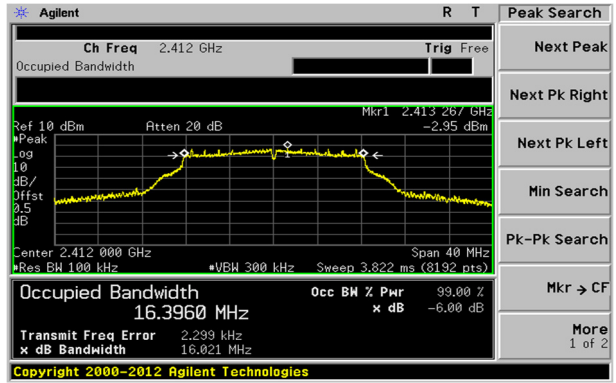 Agilent R T Peak Search
Ch Freq 2.412 GHz Trig Free
Occupied Bandwidth
Next Peak
Next Pk Right
Next Pk Left
Min Search
Pk-Pk Search
Mkr → CF
More
1 of 2
Mkr1 2.413 267 GHz
Ref 10 dBm Atten 20 dB -2.95 dBm
#Peak
Log
10
dB/
Offst
0.5
dB
1
Center 2.412 000 GHz Span 40 MHz
#Res BW 100 kHz #VBW 300 kHz Sweep 3.822 ms (8192 pts)
Occupied Bandwidth Occ BW % Pwr 99.00 %
16.3960 MHz x dB -6.00 dB
Transmit Freq Error 2.299 kHz
x dB Bandwidth 16.021 MHz
Copyright 2000-2012 Agilent Technologies